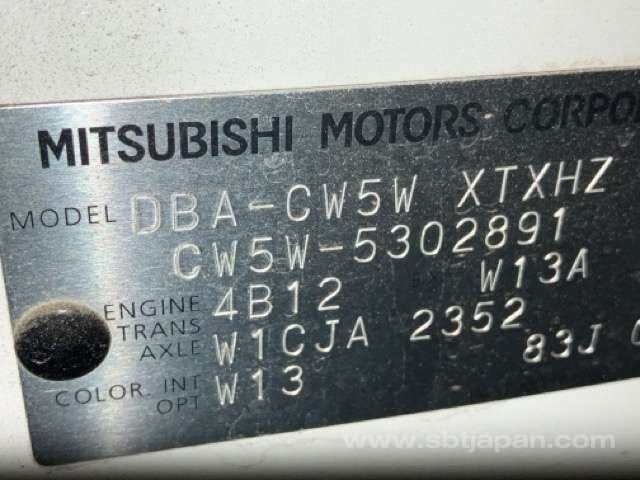 MITSUBISHI MOTORS CORPO
MODEL DBA-CW5W XTXHZ
CW5W-5302891
ENGINE 4B12 W13A
TRANS
AXLE W1CJA 2352 83J
COLOR. INT W13
OPT
www.sbtjapan.com